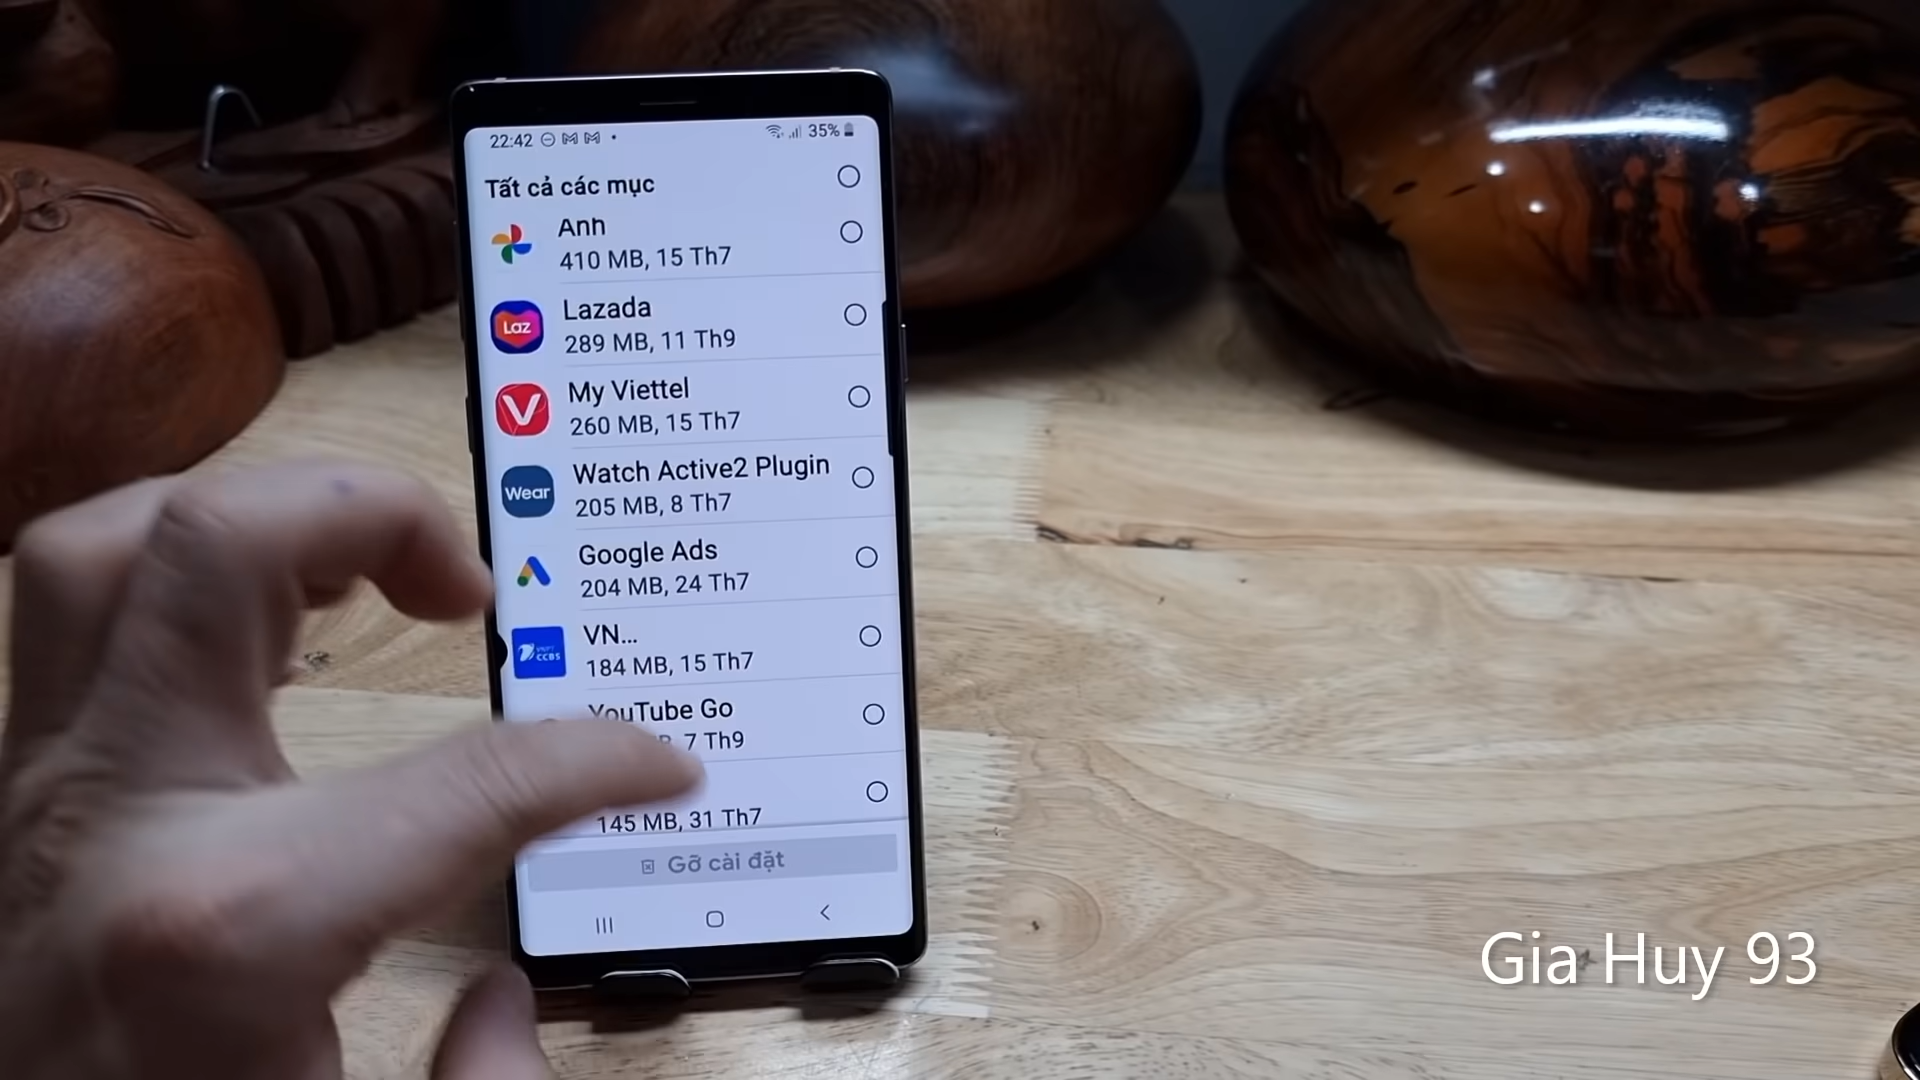 22:42
35%
Tất cả các mục
Ảnh
410 MB, 15 Th7
Laz
Lazada
289 MB, 11 Th9
My Viettel
260 MB, 15 Th7
Wear
Watch Active2 Plugin
205 MB, 8 Th7
Google Ads
204 MB, 24 Th7
CCBS
VN...
184 MB, 15 Th7
YouTube Go
7 Th9
145 MB, 31 Th7
Gỡ cài đặt
Gia Huy 93